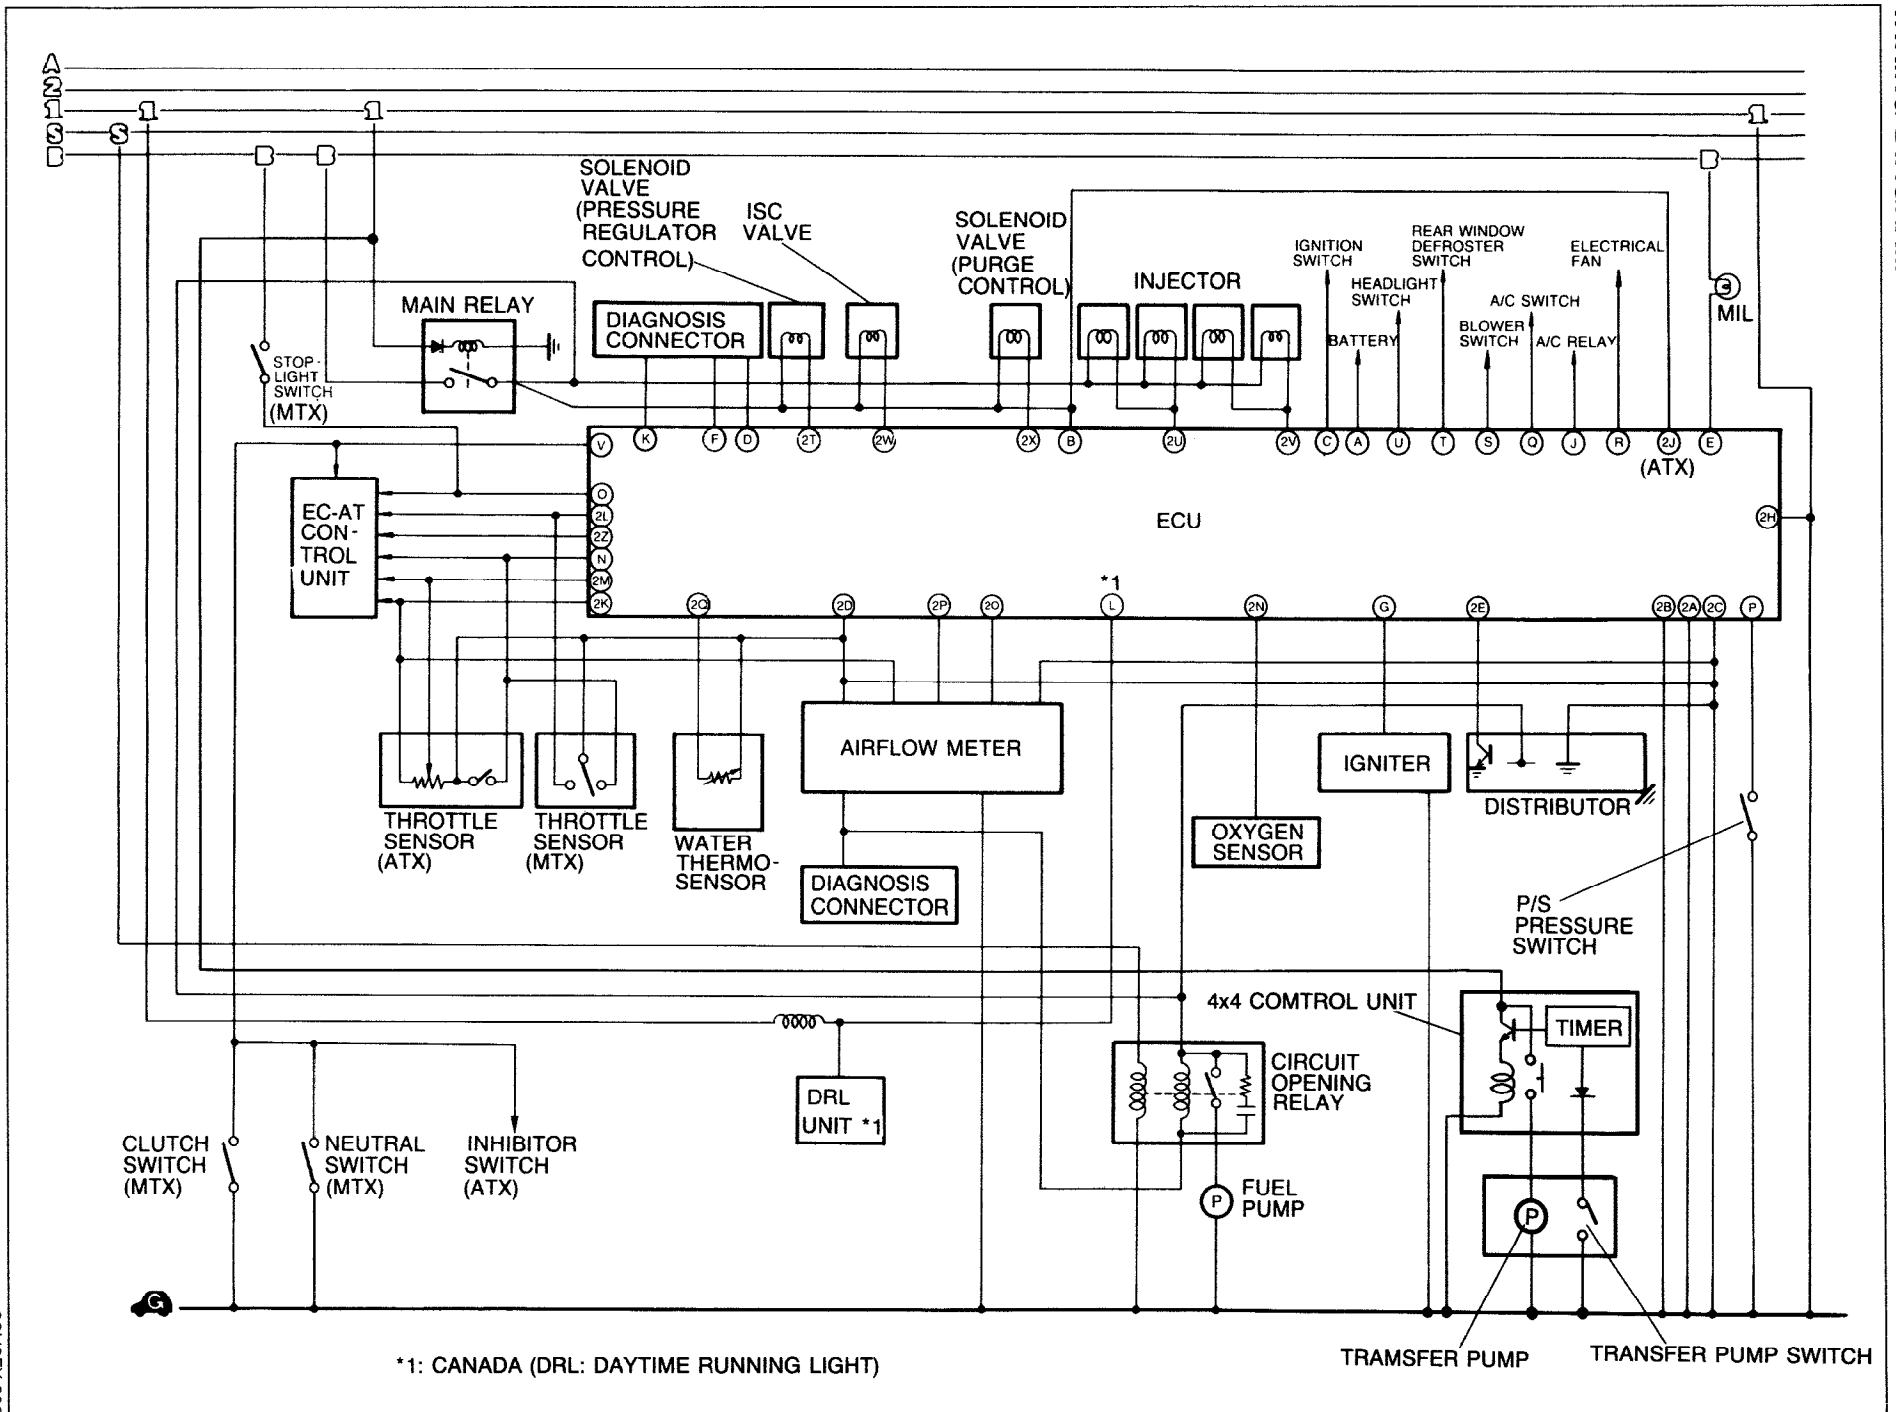 A
2
1
1
1
1
S
S
B
B
B
B
SOLENOID
VALVE
(PRESSURE
REGULATOR
CONTROL)
ISC
VALVE
SOLENOID
VALVE
(PURGE
CONTROL)
INJECTOR
IGNITION
SWITCH
HEADLIGHT
SWITCH
BATTERY
REAR WINDOW
DEFROSTER
SWITCH
BLOWER
SWITCH
A/C SWITCH
A/C RELAY
ELECTRICAL
FAN
MIL
MAIN RELAY
DIAGNOSIS
CONNECTOR
STOP-
LIGHT
SWITCH
(MTX)
V
K
F
D
2T
2W
2X
B
2U
2V
C
A
U
T
S
Q
J
R
2J
E
(ATX)
EC-AT
CON-
TROL
UNIT
O
2L
2Z
N
2M
2K
ECU
2H
*1
2Q
2D
2P
2O
L
2N
G
2E
2B
2A
2C
P
THROTTLE
SENSOR
(ATX)
THROTTLE
SENSOR
(MTX)
WATER
THERMO-
SENSOR
AIRFLOW METER
DIAGNOSIS
CONNECTOR
OXYGEN
SENSOR
IGNITER
DISTRIBUTOR
P/S
PRESSURE
SWITCH
4x4 COMTROL UNIT
TIMER
CIRCUIT
OPENING
RELAY
DRL
UNIT *1
CLUTCH
SWITCH
(MTX)
NEUTRAL
SWITCH
(MTX)
INHIBITOR
SWITCH
(ATX)
P
FUEL
PUMP
P
G
TRAMSFER PUMP
TRANSFER PUMP SWITCH
*1: CANADA (DRL: DAYTIME RUNNING LIGHT)